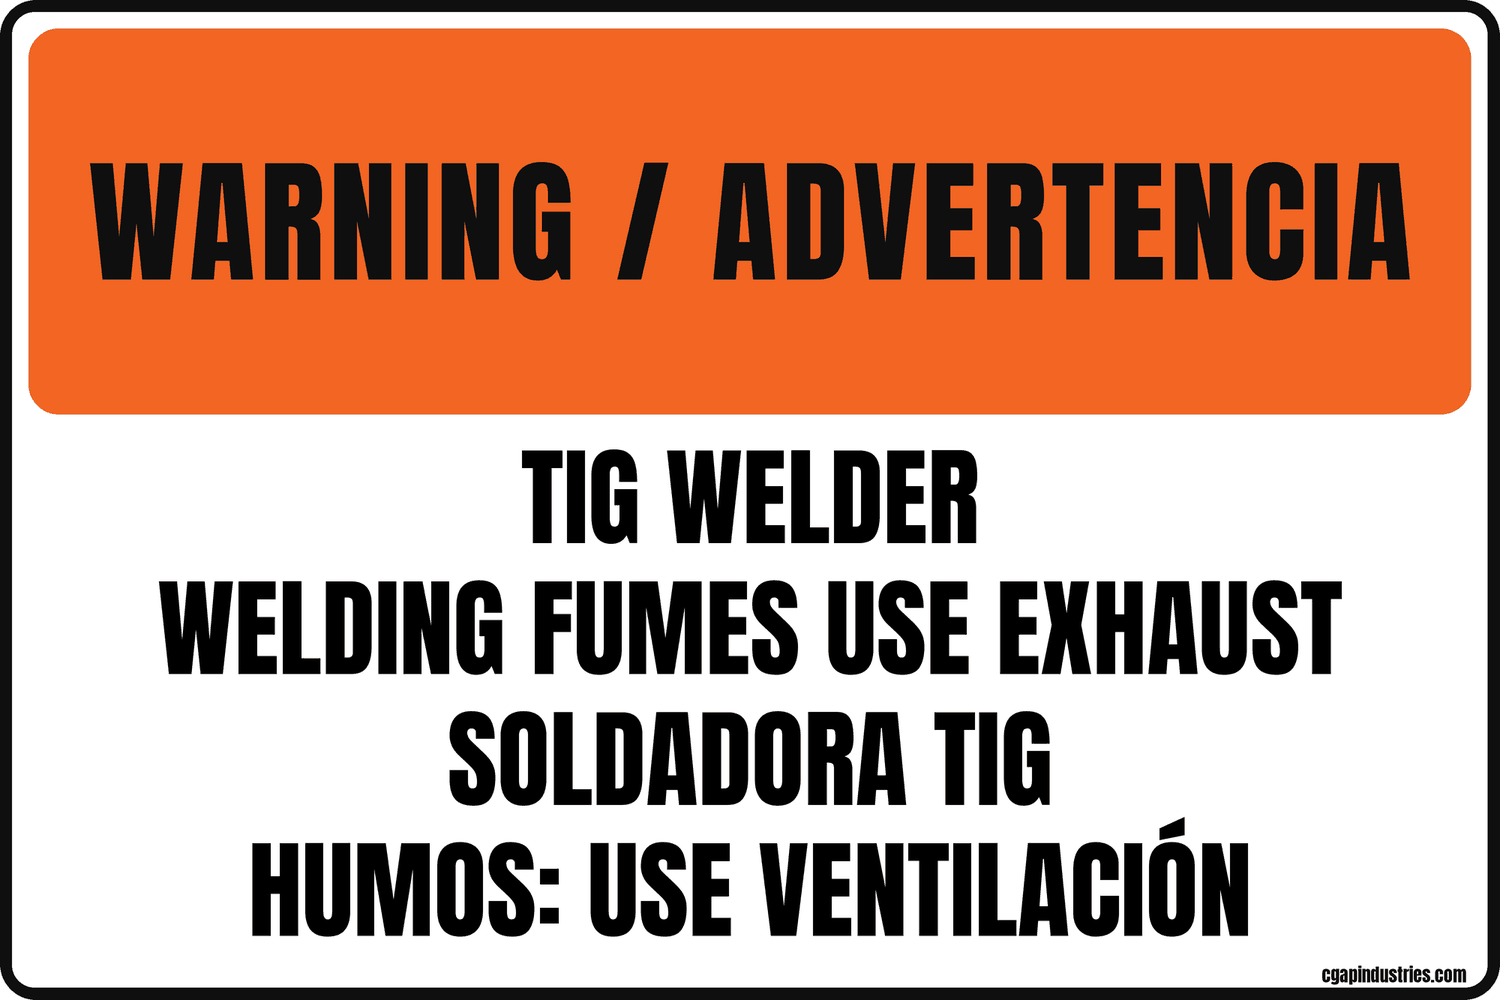 WARNING / ADVERTENCIA
TIG WELDER
WELDING FUMES USE EXHAUST
SOLDADORA TIG
HUMOS: USE VENTILACIÓN
cgapindustries.com